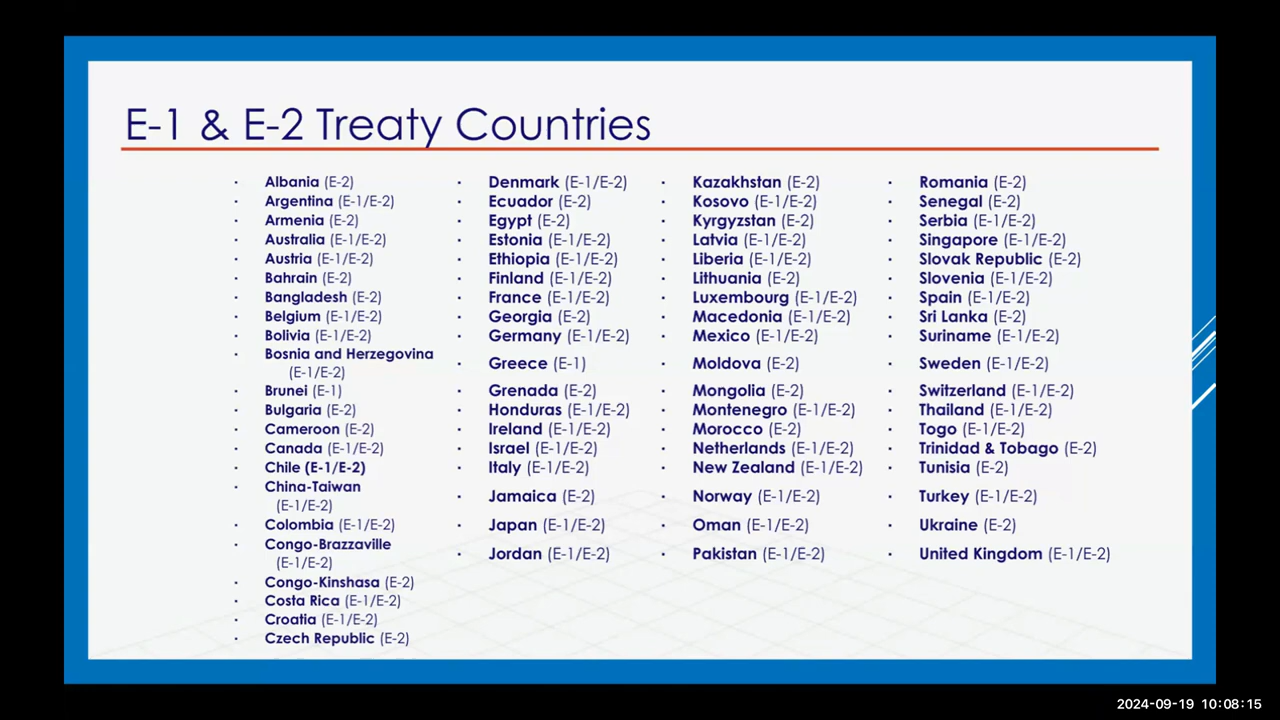 E-1 & E-2 Treaty Countries
· Albania (E-2)
· Argentina (E-1/E-2)
· Armenia (E-2)
· Australia (E-1/E-2)
· Austria (E-1/E-2)
· Bahrain (E-2)
· Bangladesh (E-2)
· Belgium (E-1/E-2)
· Bolivia (E-1/E-2)
· Bosnia and Herzegovina
(E-1/E-2)
· Brunei (E-1)
· Bulgaria (E-2)
· Cameroon (E-2)
· Canada (E-1/E-2)
· Chile (E-1/E-2)
· China-Taiwan
(E-1/E-2)
· Colombia (E-1/E-2)
· Congo-Brazzaville
(E-1/E-2)
· Congo-Kinshasa (E-2)
· Costa Rica (E-1/E-2)
· Croatia (E-1/E-2)
· Czech Republic (E-2)
· Denmark (E-1/E-2)
· Ecuador (E-2)
· Egypt (E-2)
· Estonia (E-1/E-2)
· Ethiopia (E-1/E-2)
· Finland (E-1/E-2)
· France (E-1/E-2)
· Georgia (E-2)
· Germany (E-1/E-2)
· Greece (E-1)
· Grenada (E-2)
· Honduras (E-1/E-2)
· Ireland (E-1/E-2)
· Israel (E-1/E-2)
· Italy (E-1/E-2)
· Jamaica (E-2)
· Japan (E-1/E-2)
· Jordan (E-1/E-2)
· Kazakhstan (E-2)
· Kosovo (E-1/E-2)
· Kyrgyzstan (E-2)
· Latvia (E-1/E-2)
· Liberia (E-1/E-2)
· Lithuania (E-2)
· Luxembourg (E-1/E-2)
· Macedonia (E-1/E-2)
· Mexico (E-1/E-2)
· Moldova (E-2)
· Mongolia (E-2)
· Montenegro (E-1/E-2)
· Morocco (E-2)
· Netherlands (E-1/E-2)
· New Zealand (E-1/E-2)
· Norway (E-1/E-2)
· Oman (E-1/E-2)
· Pakistan (E-1/E-2)
· Romania (E-2)
· Senegal (E-2)
· Serbia (E-1/E-2)
· Singapore (E-1/E-2)
· Slovak Republic (E-2)
· Slovenia (E-1/E-2)
· Spain (E-1/E-2)
· Sri Lanka (E-2)
· Suriname (E-1/E-2)
· Sweden (E-1/E-2)
· Switzerland (E-1/E-2)
· Thailand (E-1/E-2)
· Togo (E-1/E-2)
· Trinidad & Tobago (E-2)
· Tunisia (E-2)
· Turkey (E-1/E-2)
· Ukraine (E-2)
· United Kingdom (E-1/E-2)
2024-09-19 10:08:15